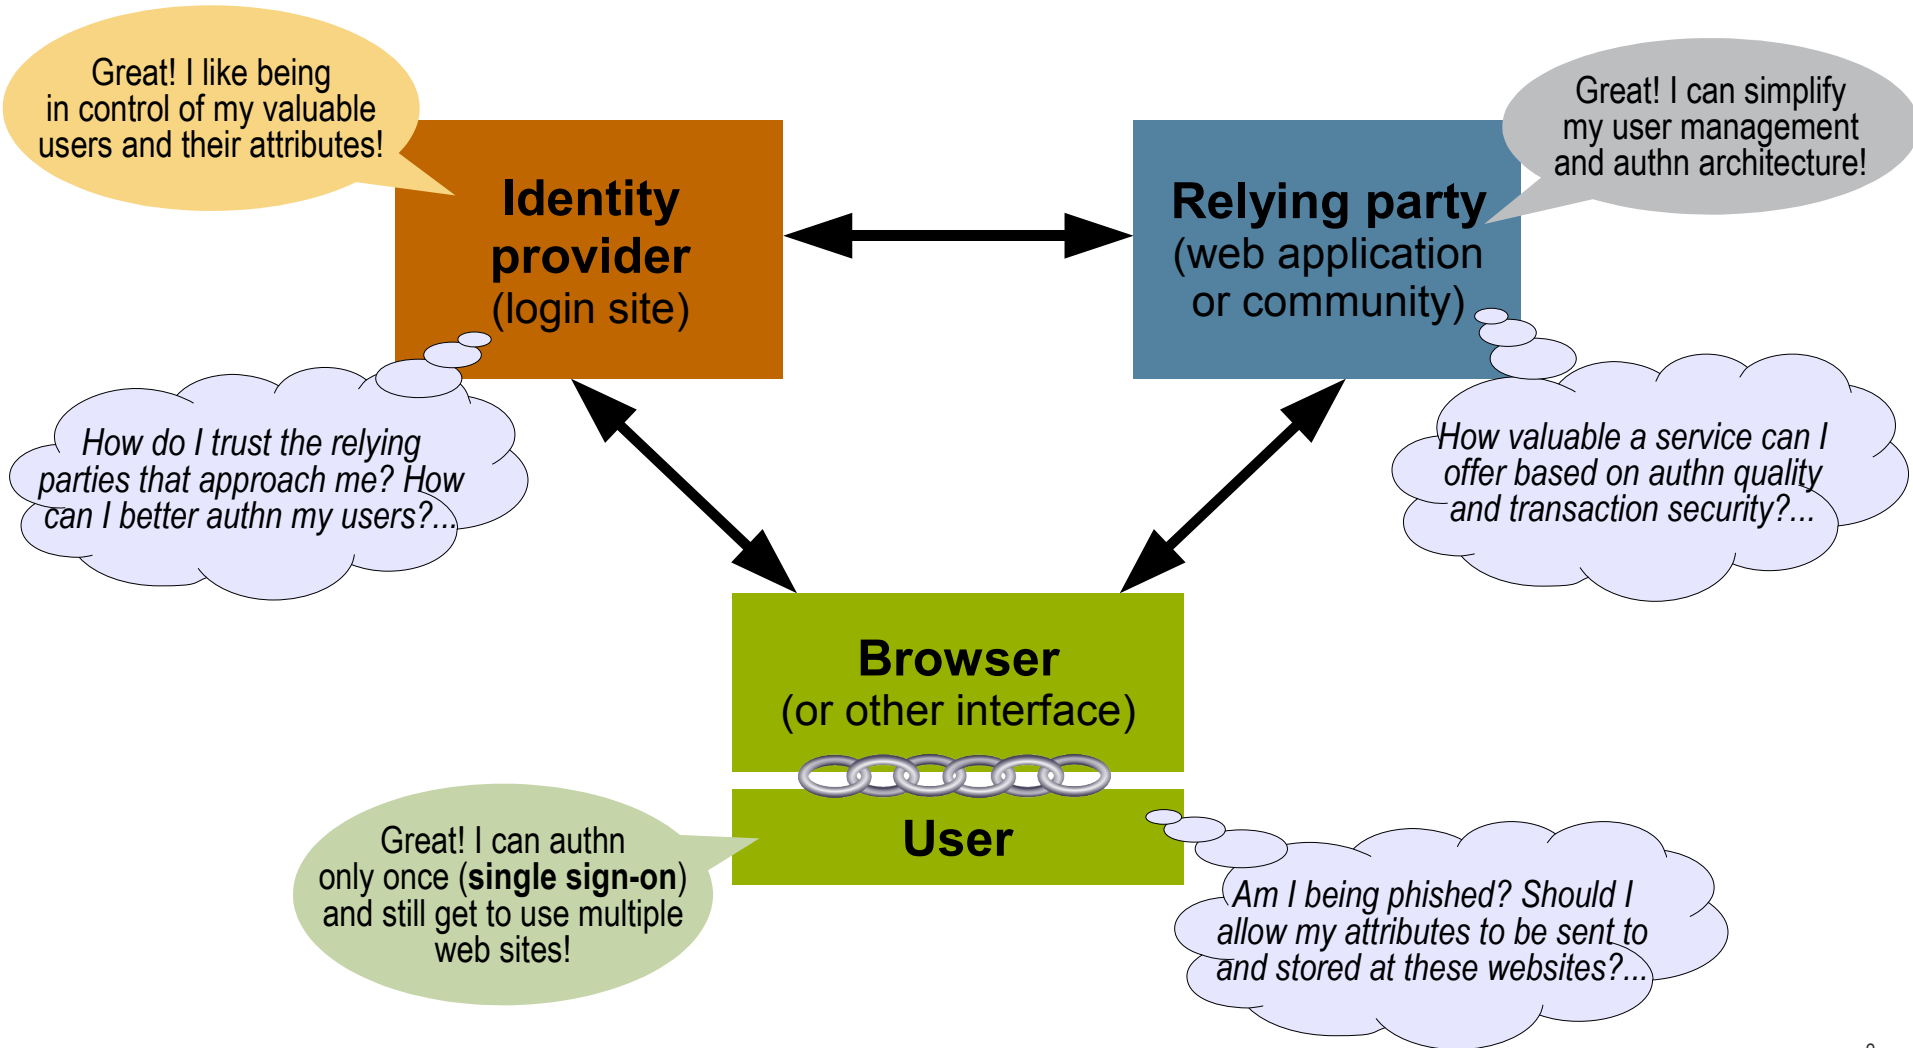 Great! I like being
in control of my valuable
users and their attributes!
Great! I can simplify
my user management
and authn architecture!
Identity
provider
(login site)
Relying party
(web application
or community)
How do I trust the relying
parties that approach me? How
can I better authn my users?...
How valuable a service can I
offer based on authn quality
and transaction security?...
Browser
(or other interface)
User
Great! I can authn
only once (single sign-on)
and still get to use multiple
web sites!
Am I being phished? Should I
allow my attributes to be sent to
and stored at these websites?...